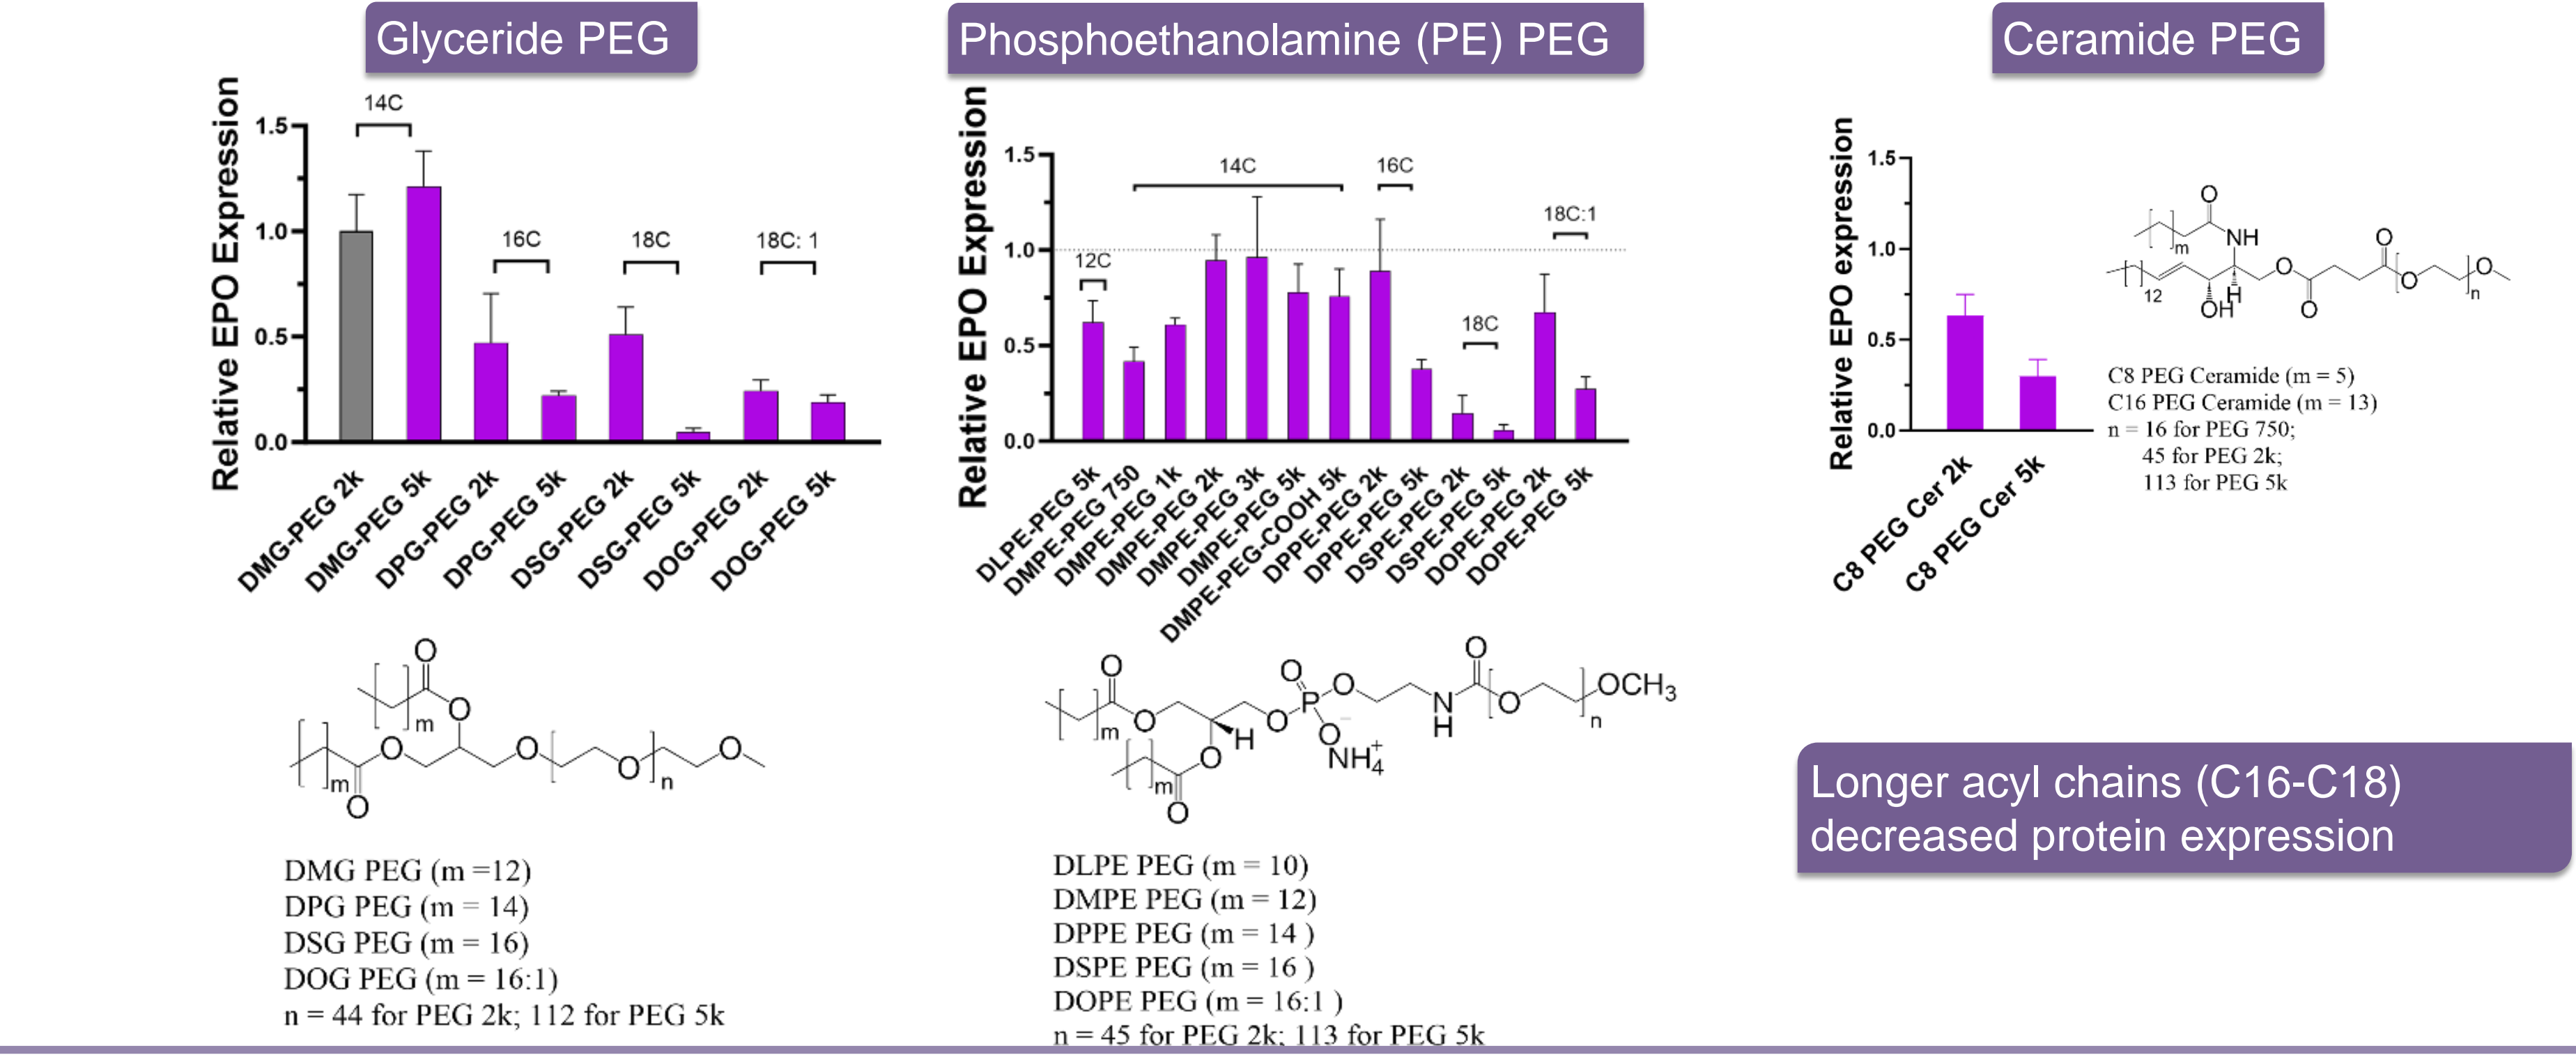 Glyceride PEG
Relative EPO Expression
1.5
1.0
0.5
0.0
14C
16C
18C
18C: 1
DMG-PEG 2k
DMG-PEG 5k
DPG-PEG 2k
DPG-PEG 5k
DSG-PEG 2k
DSG-PEG 5k
DOG-PEG 2k
DOG-PEG 5k
O
O
m
O
O
O
O
m
n
O
DMG PEG (m =12)
DPG PEG (m = 14)
DSG PEG (m = 16)
DOG PEG (m = 16:1)
n = 44 for PEG 2k; 112 for PEG 5k
Phosphoethanolamine (PE) PEG
Relative EPO Expression
1.5
1.0
0.5
0.0
12C
14C
16C
18C
18C:1
DLPE-PEG 5k
DMPE-PEG 750
DMPE-PEG 1k
DMPE-PEG 2k
DMPE-PEG 3k
DMPE-PEG 5k
DMPE-PEG-COOH 5k
DPPE-PEG 2k
DPPE-PEG 5k
DSPE-PEG 2k
DSPE-PEG 5k
DOPE-PEG 2k
DOPE-PEG 5k
O
O
O
O
P
O
OCH3
m
O
O
H
O–
N
H
O
n
O
NH4+
m
O
DLPE PEG (m = 10)
DMPE PEG (m = 12)
DPPE PEG (m = 14 )
DSPE PEG (m = 16 )
DOPE PEG (m = 16:1 )
n = 45 for PEG 2k; 113 for PEG 5k
Ceramide PEG
Relative EPO expression
1.5
1.0
0.5
0.0
C8 PEG Cer 2k
C8 PEG Cer 5k
O
m
NH
O
O
O
O
12
OH
H
O
n
C8 PEG Ceramide (m = 5)
C16 PEG Ceramide (m = 13)
n = 16 for PEG 750;
45 for PEG 2k;
113 for PEG 5k
Longer acyl chains (C16-C18)
decreased protein expression